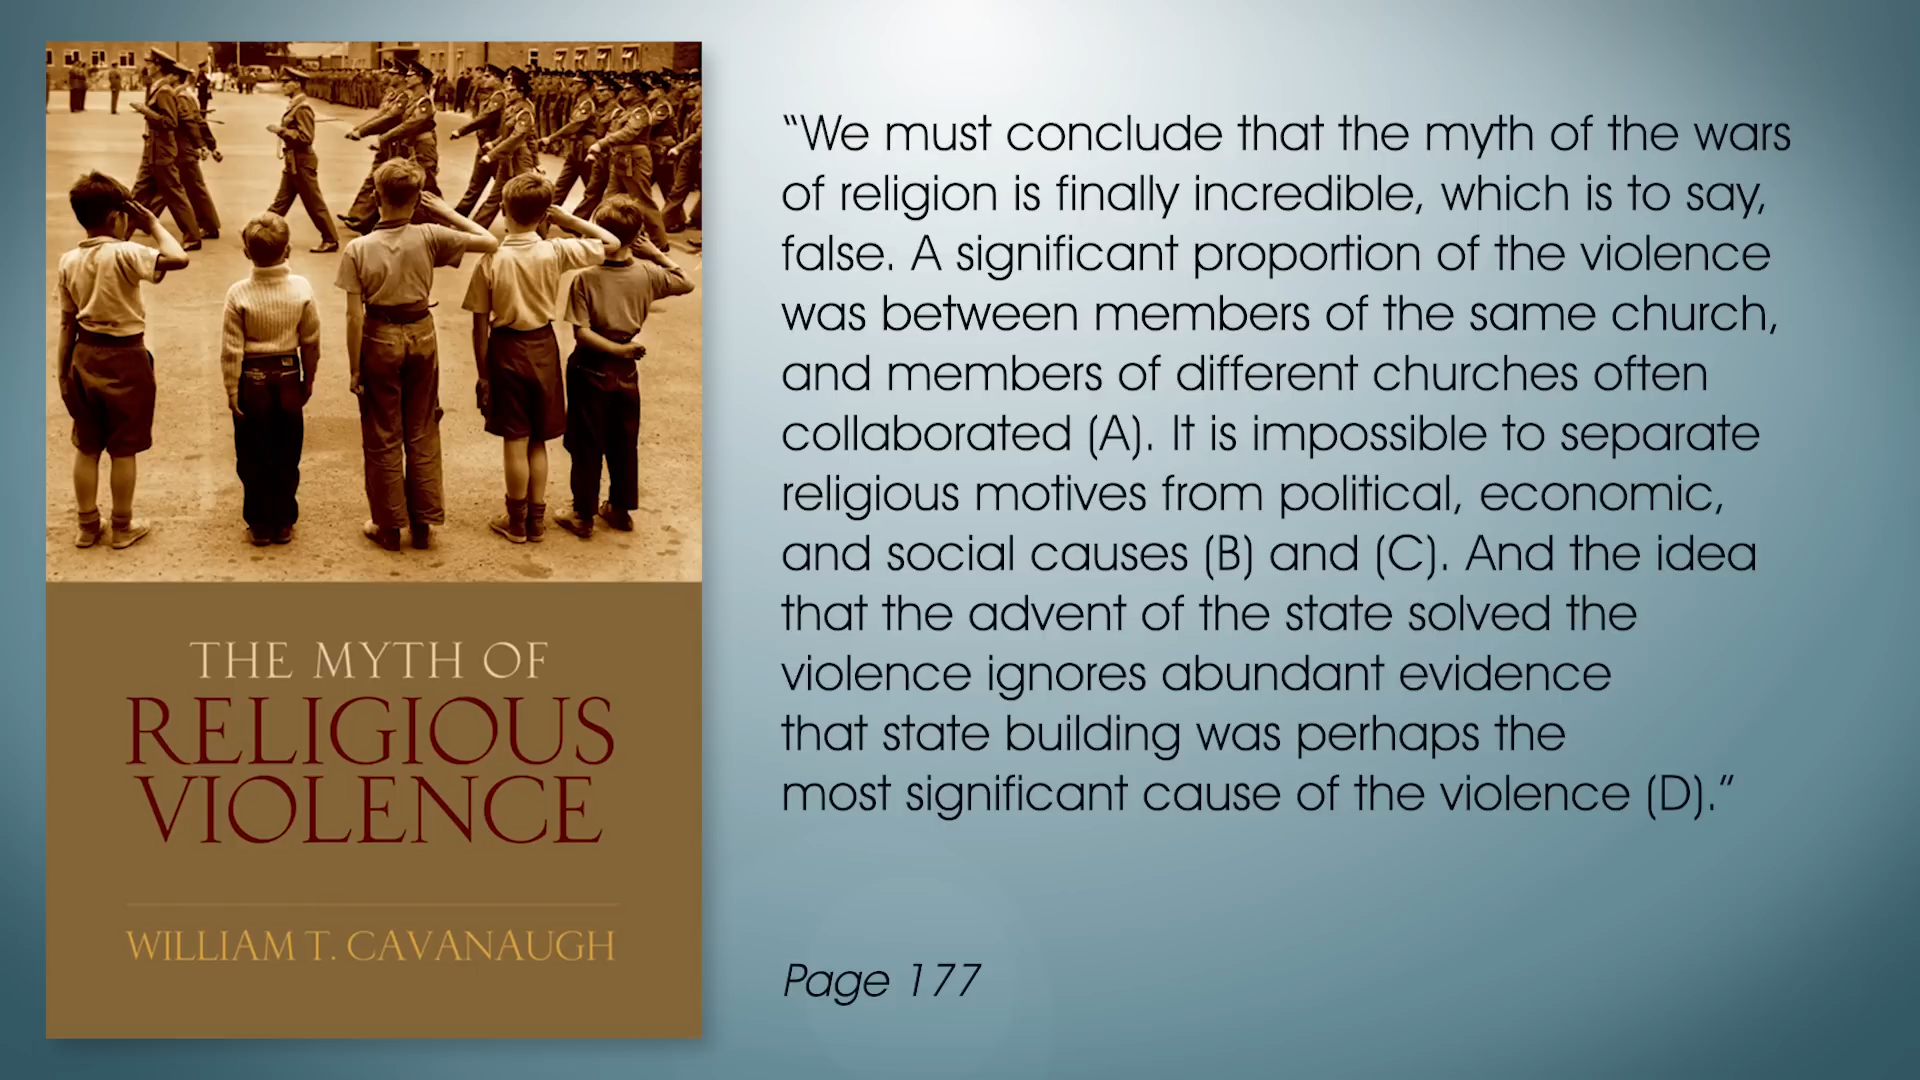 THE MYTH OF
RELIGIOUS
VIOLENCE
WILLIAM T. CAVANAUGH
“We must conclude that the myth of the wars
of religion is finally incredible, which is to say,
false. A significant proportion of the violence
was between members of the same church,
and members of different churches often
collaborated (A). It is impossible to separate
religious motives from political, economic,
and social causes (B) and (C). And the idea
that the advent of the state solved the
violence ignores abundant evidence
that state building was perhaps the
most significant cause of the violence (D).”
Page 177